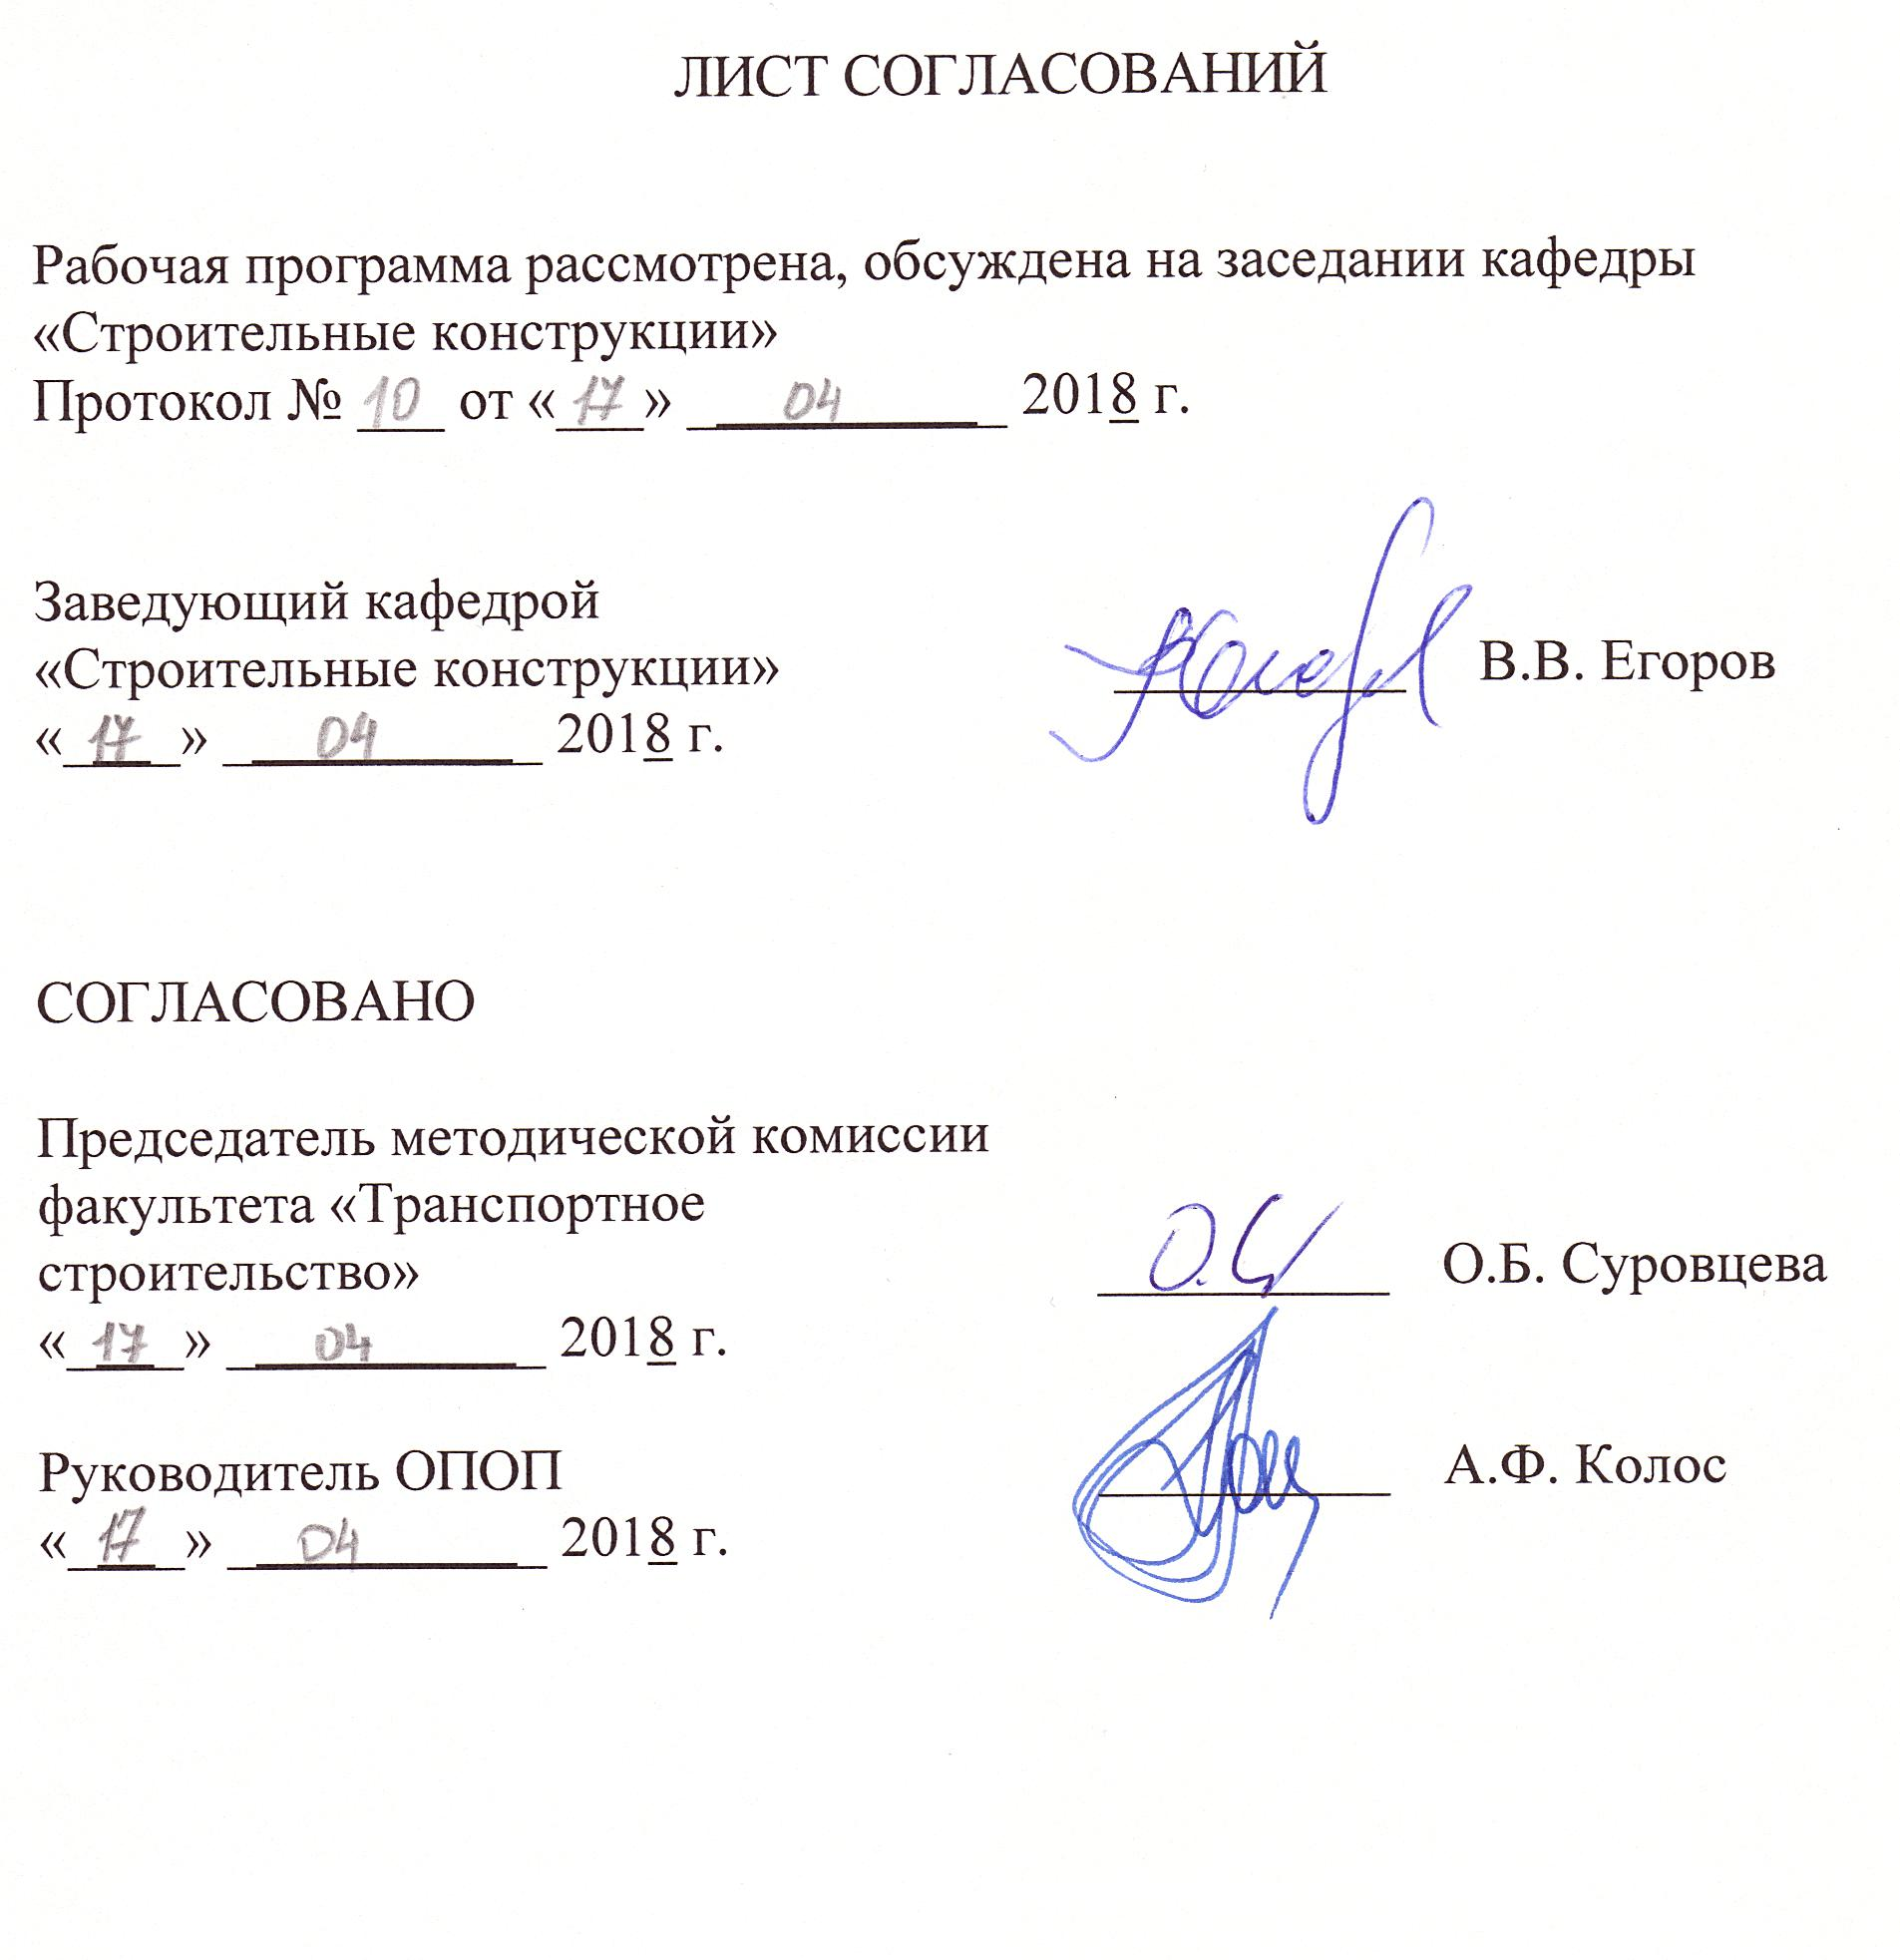 ЛИСТ СОГЛАСОВАНИЙ
Рабочая программа рассмотрена, обсуждена на заседании кафедры
«Строительные конструкции»
Протокол № 10 от «17» 04 2018 г.
Заведующий кафедрой
«Строительные конструкции» В.В. Егоров
«17» 04 2018 г.
СОГЛАСОВАНО
Председатель методической комиссии
факультета «Транспортное
строительство» О.Б. Суровцева
«17» 04 2018 г.
Руководитель ОПОП А.Ф. Колос
«17» 04 2018 г.